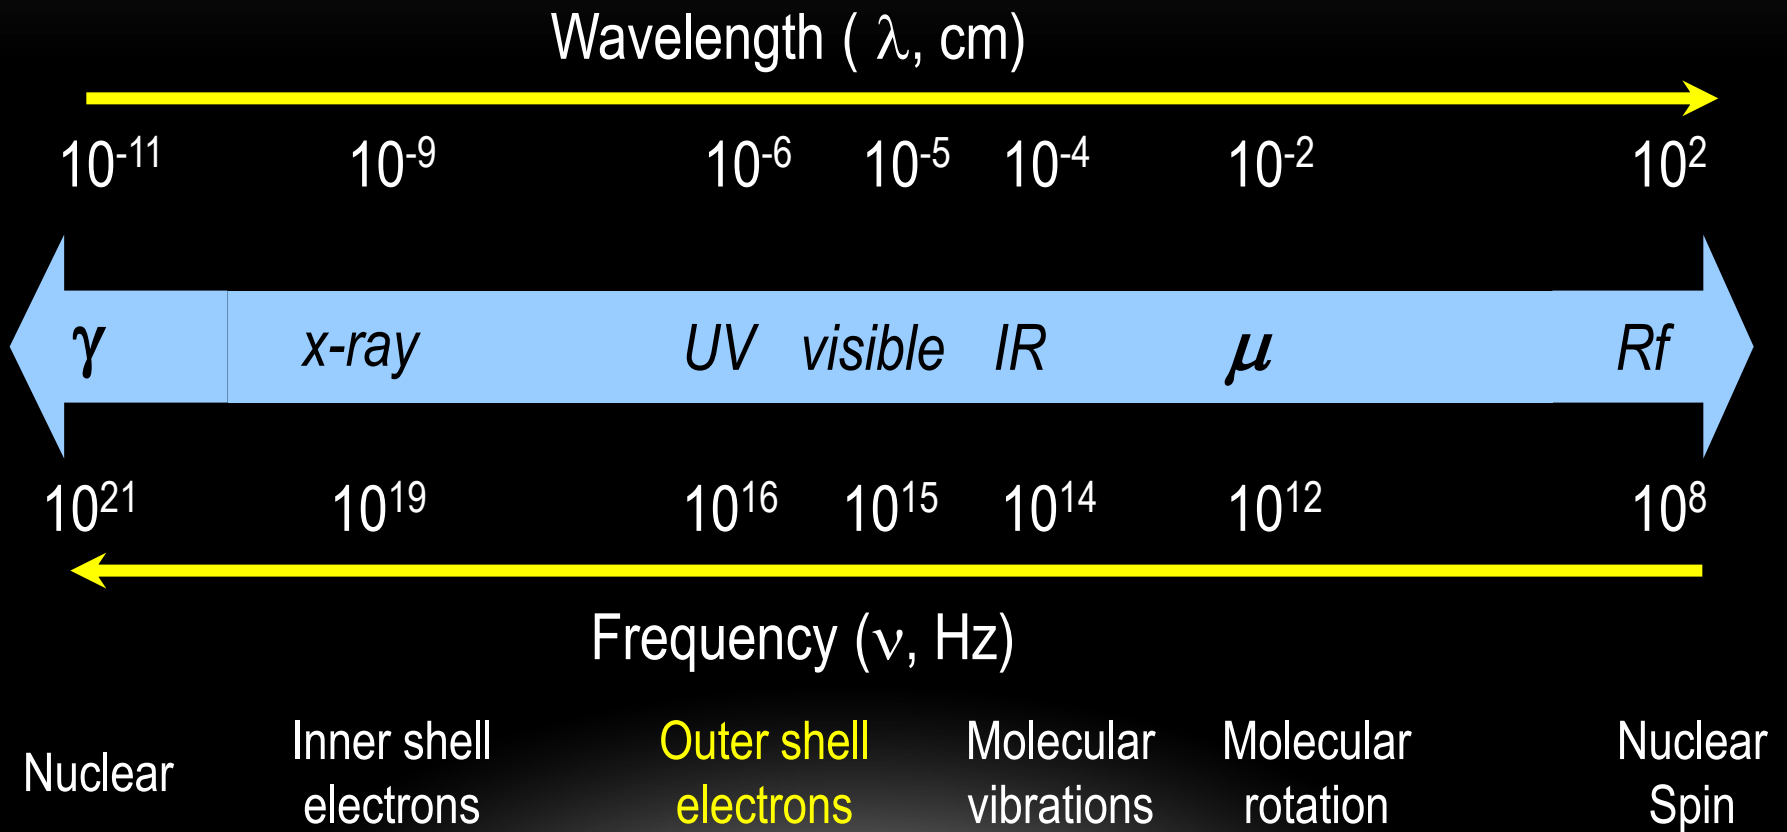 Wavelength ( λ, cm)
10⁻¹¹ 10⁻⁹ 10⁻⁶ 10⁻⁵ 10⁻⁴ 10⁻² 10²
γ x-ray UV visible IR μ Rf
10²¹ 10¹⁹ 10¹⁶ 10¹⁵ 10¹⁴ 10¹² 10⁸
Frequency (ν, Hz)
Nuclear
Inner shell
electrons
Outer shell
electrons
Molecular
vibrations
Molecular
rotation
Nuclear
Spin